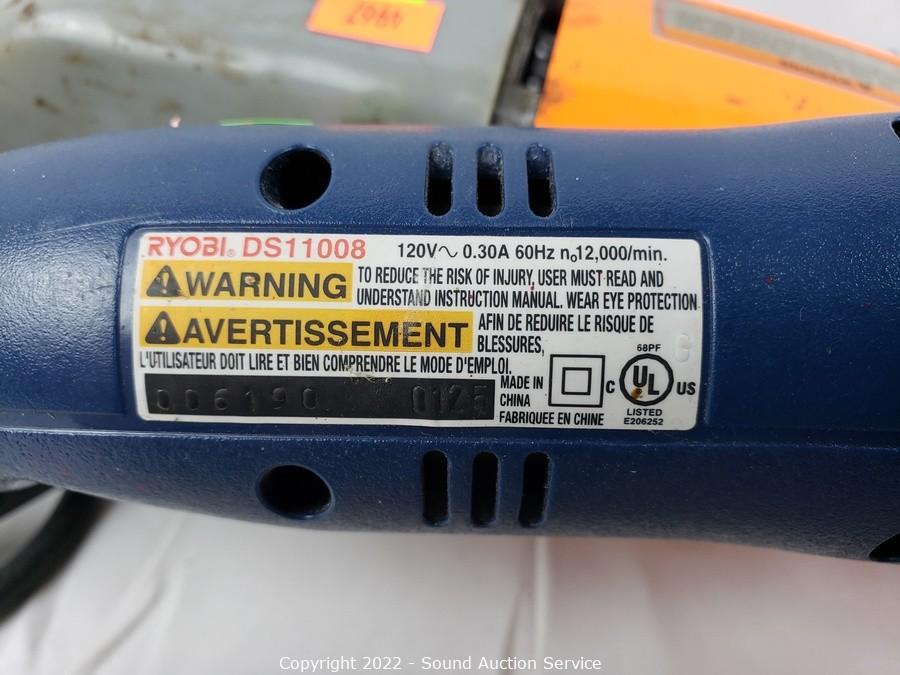 4967
RYOBI® DS11008 120V~ 0.30A 60Hz n₀12,000/min.
WARNING TO REDUCE THE RISK OF INJURY, USER MUST READ AND
UNDERSTAND INSTRUCTION MANUAL. WEAR EYE PROTECTION
AVERTISSEMENT AFIN DE REDUIRE LE RISQUE DE
BLESSURES,
L'UTILISATEUR DOIT LIRE ET BIEN COMPRENDRE LE MODE D'EMPLOI.
006190 0125
MADE IN
CHINA
FABRIQUÉE EN CHINE
68PF
C UL US
LISTED
E206252
G
Copyright 2022 - Sound Auction Service